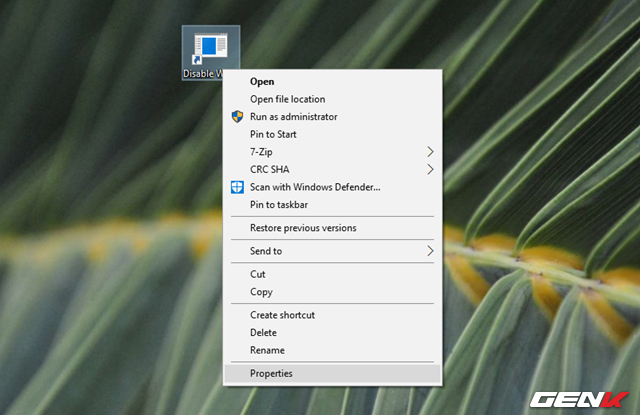 Disable W
Open
Open file location
Run as administrator
Pin to Start
7-Zip
CRC SHA
Scan with Windows Defender...
Pin to taskbar
Restore previous versions
Send to
Cut
Copy
Create shortcut
Delete
Rename
Properties
GENK